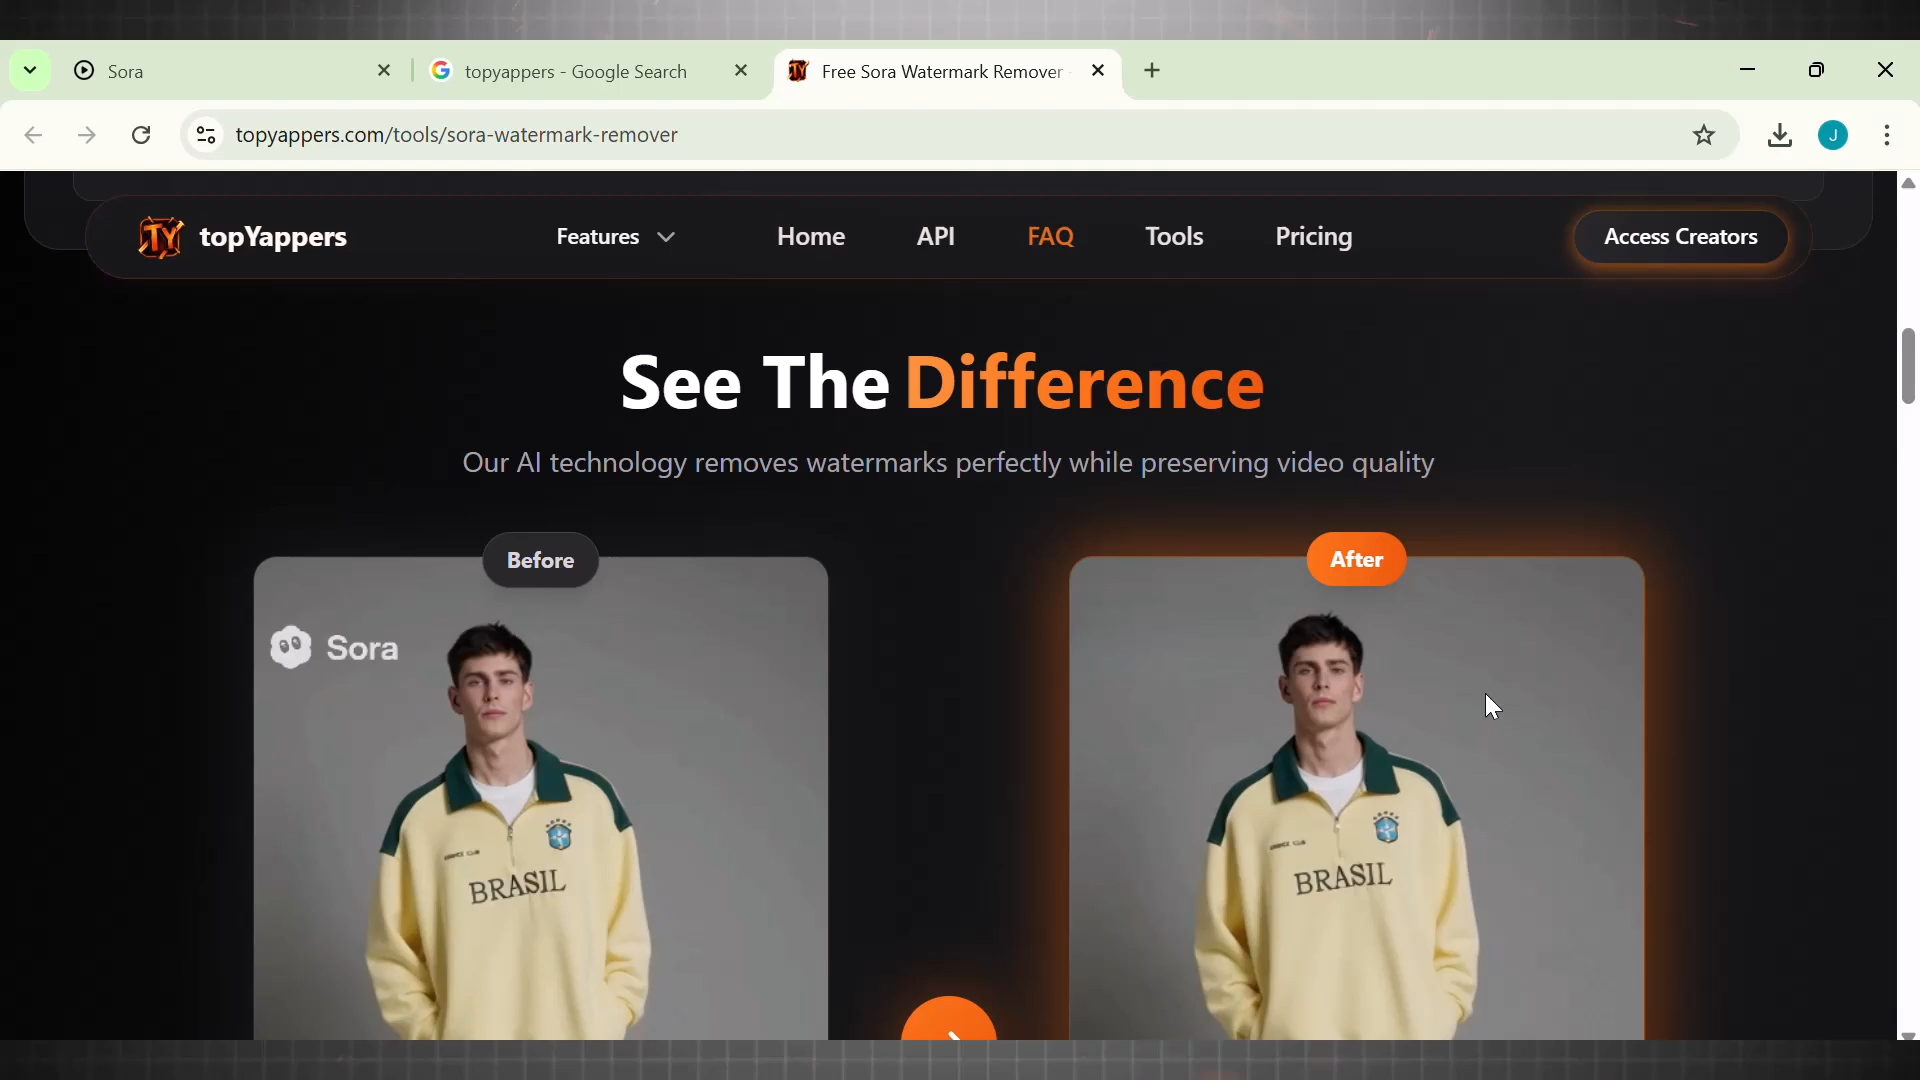 Sora
topyappers - Google Search
Free Sora Watermark Remover
topyappers.com/tools/sora-watermark-remover
J
TY
topYappers
Features
Home
API
FAQ
Tools
Pricing
Access Creators
See The Difference
Our AI technology removes watermarks perfectly while preserving video quality
Before
After
Sora
BRASIL
BRASIL